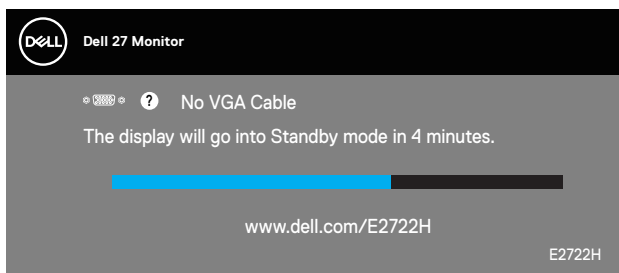 DELL Dell 27 Monitor
? No VGA Cable
The display will go into Standby mode in 4 minutes.
www.dell.com/E2722H
E2722H